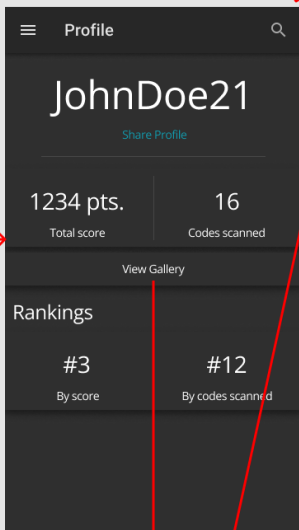 Profile
JohnDoe21
Share Profile
1234 pts.
16
Total score
Codes scanned
View Gallery
Rankings
#3
#12
By score
By codes scanned